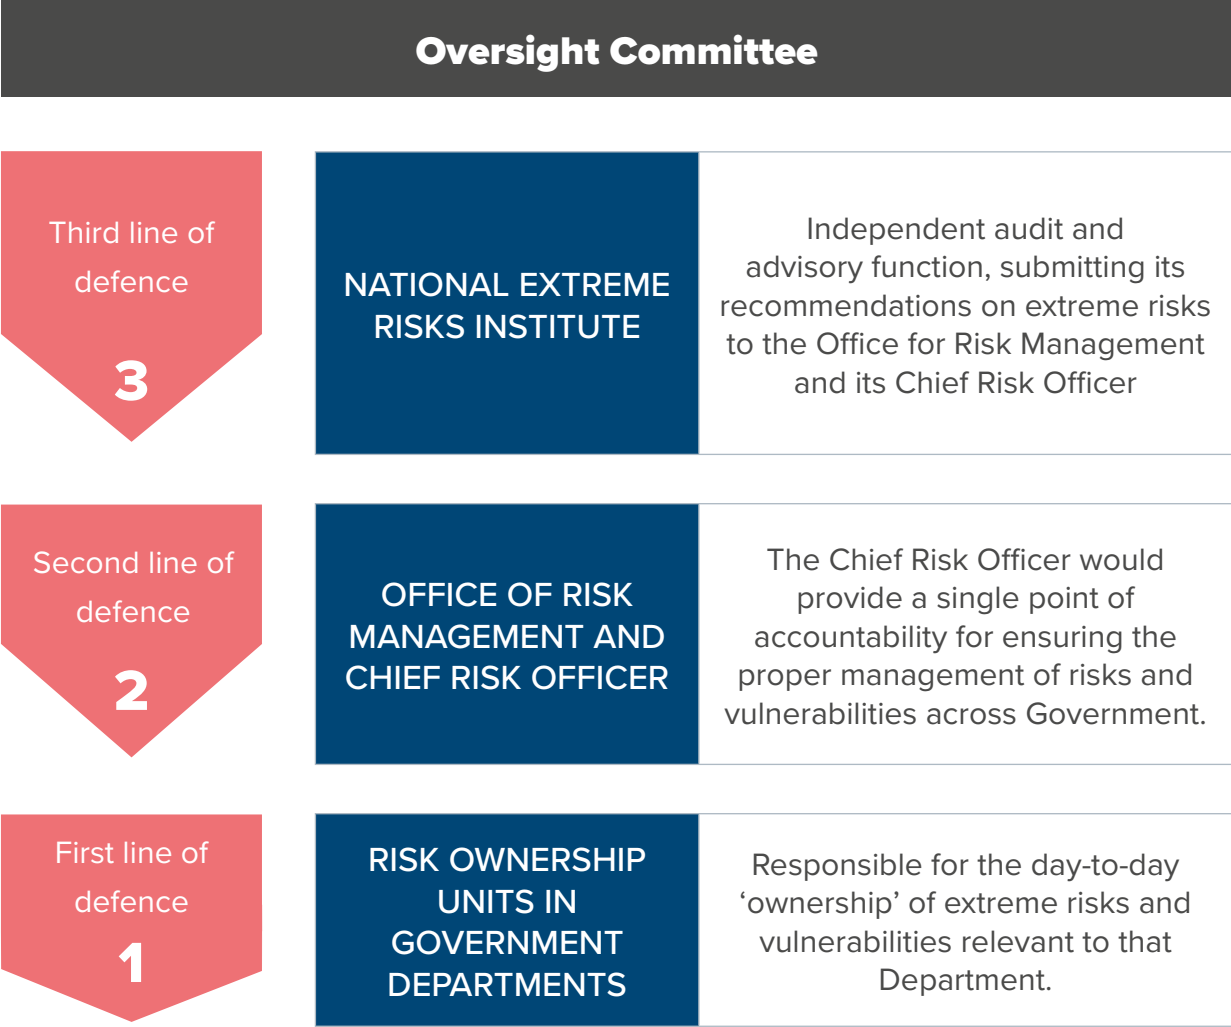 Oversight Committee
Third line of
defence
3
NATIONAL EXTREME
RISKS INSTITUTE
Independent audit and
advisory function, submitting its
recommendations on extreme risks
to the Office for Risk Management
and its Chief Risk Officer
Second line of
defence
2
OFFICE OF RISK
MANAGEMENT AND
CHIEF RISK OFFICER
The Chief Risk Officer would
provide a single point of
accountability for ensuring the
proper management of risks and
vulnerabilities across Government.
First line of
defence
1
RISK OWNERSHIP
UNITS IN
GOVERNMENT
DEPARTMENTS
Responsible for the day-to-day
‘ownership’ of extreme risks and
vulnerabilities relevant to that
Department.